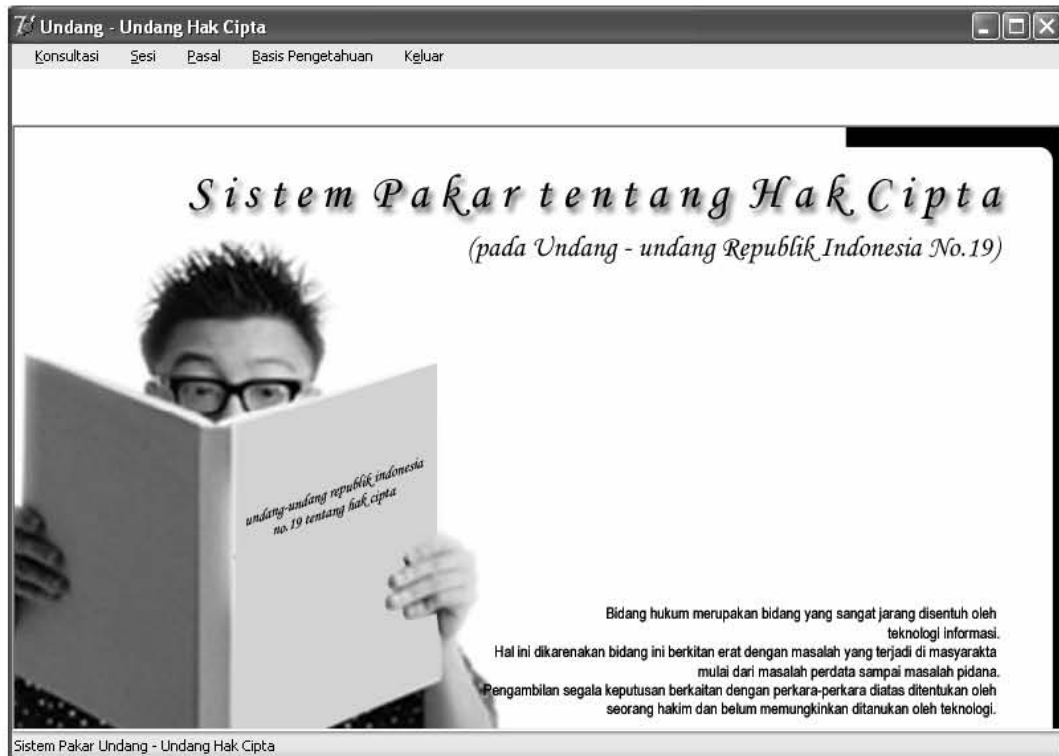 Undang - Undang Hak Cipta
Konsultasi Sesi Pasal Basis Pengetahuan Keluar
Sistem Pakar tentang Hak Cipta
(pada Undang - undang Republik Indonesia No.19)
undang-undang republik indonesia
no.19 tentang hak cipta
Bidang hukum merupakan bidang yang sangat jarang disentuh oleh
teknologi informasi.
Hal ini dikarenakan bidang ini berkitan erat dengan masalah yang terjadi di masyarakta
mulai dari masalah perdata sampai masalah pidana.
Pengambilan segala keputusan berkaitan dengan perkara-perkara diatas ditentukan oleh
seorang hakim dan belum memungkinkan ditanukan oleh teknologi.
Sistem Pakar Undang - Undang Hak Cipta